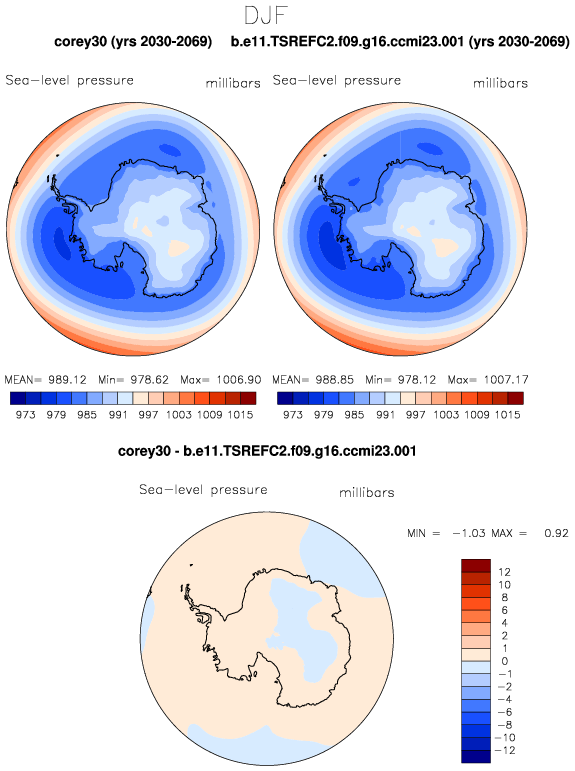 DJF
corey30 (yrs 2030-2069) b.e11.TSREFC2.f09.g16.ccmi23.001 (yrs 2030-2069)
Sea-level pressure millibars Sea-level pressure millibars
MEAN= 989.12 Min= 978.62 Max= 1006.90 MEAN= 988.85 Min= 978.12 Max= 1007.17
973 979 985 991 997 1003 1009 1015 973 979 985 991 997 1003 1009 1015
corey30 - b.e11.TSREFC2.f09.g16.ccmi23.001
Sea-level pressure millibars
MIN = -1.03 MAX = 0.92
12
10
8
6
4
2
1
0
-1
-2
-4
-6
-8
-10
-12